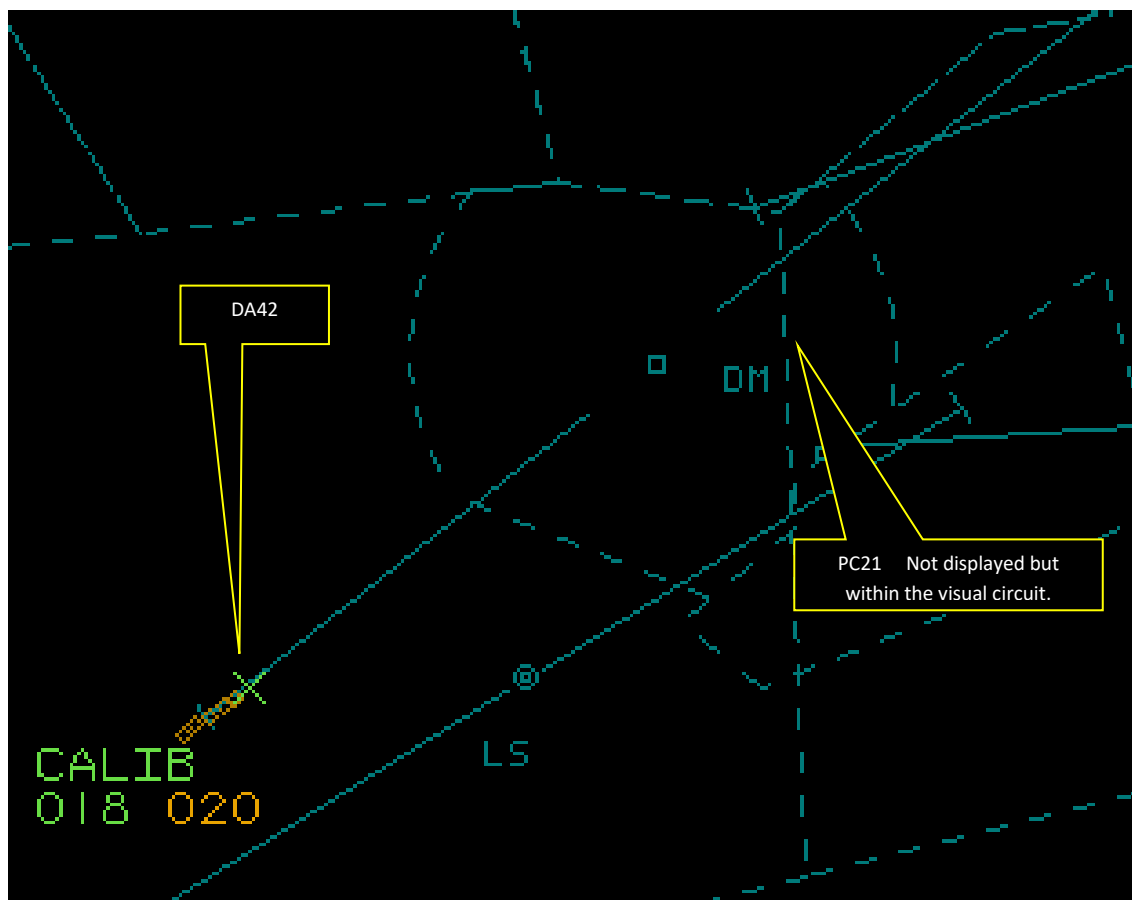 DA42
DM
PC21 Not displayed but
within the visual circuit.
LS
CALIB
018 020